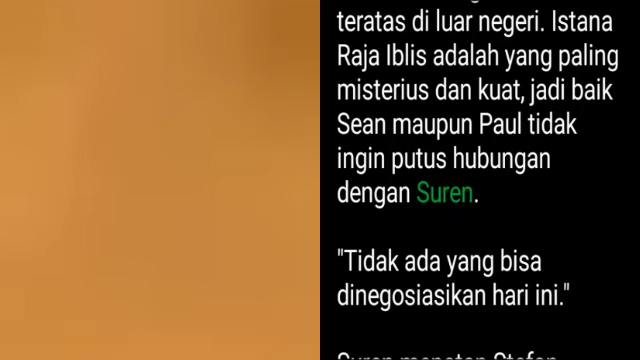 teratas di luar negeri. Istana
Raja Iblis adalah yang paling
misterius dan kuat, jadi baik
Sean maupun Paul tidak
ingin putus hubungan
dengan Suren.
"Tidak ada yang bisa
dinegosiasikan hari ini."